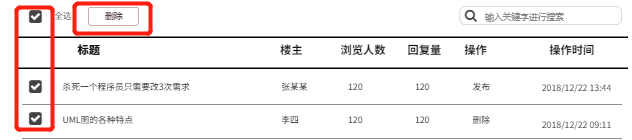 全选 删除 输入关键字进行搜索
标题 楼主 浏览人数 回复量 操作 操作时间
杀死一个程序员只需要改3次需求 张某某 120 120 发布 2018/12/22 13:44
UML图的各种特点 李四 120 120 删除 2018/12/22 09:11